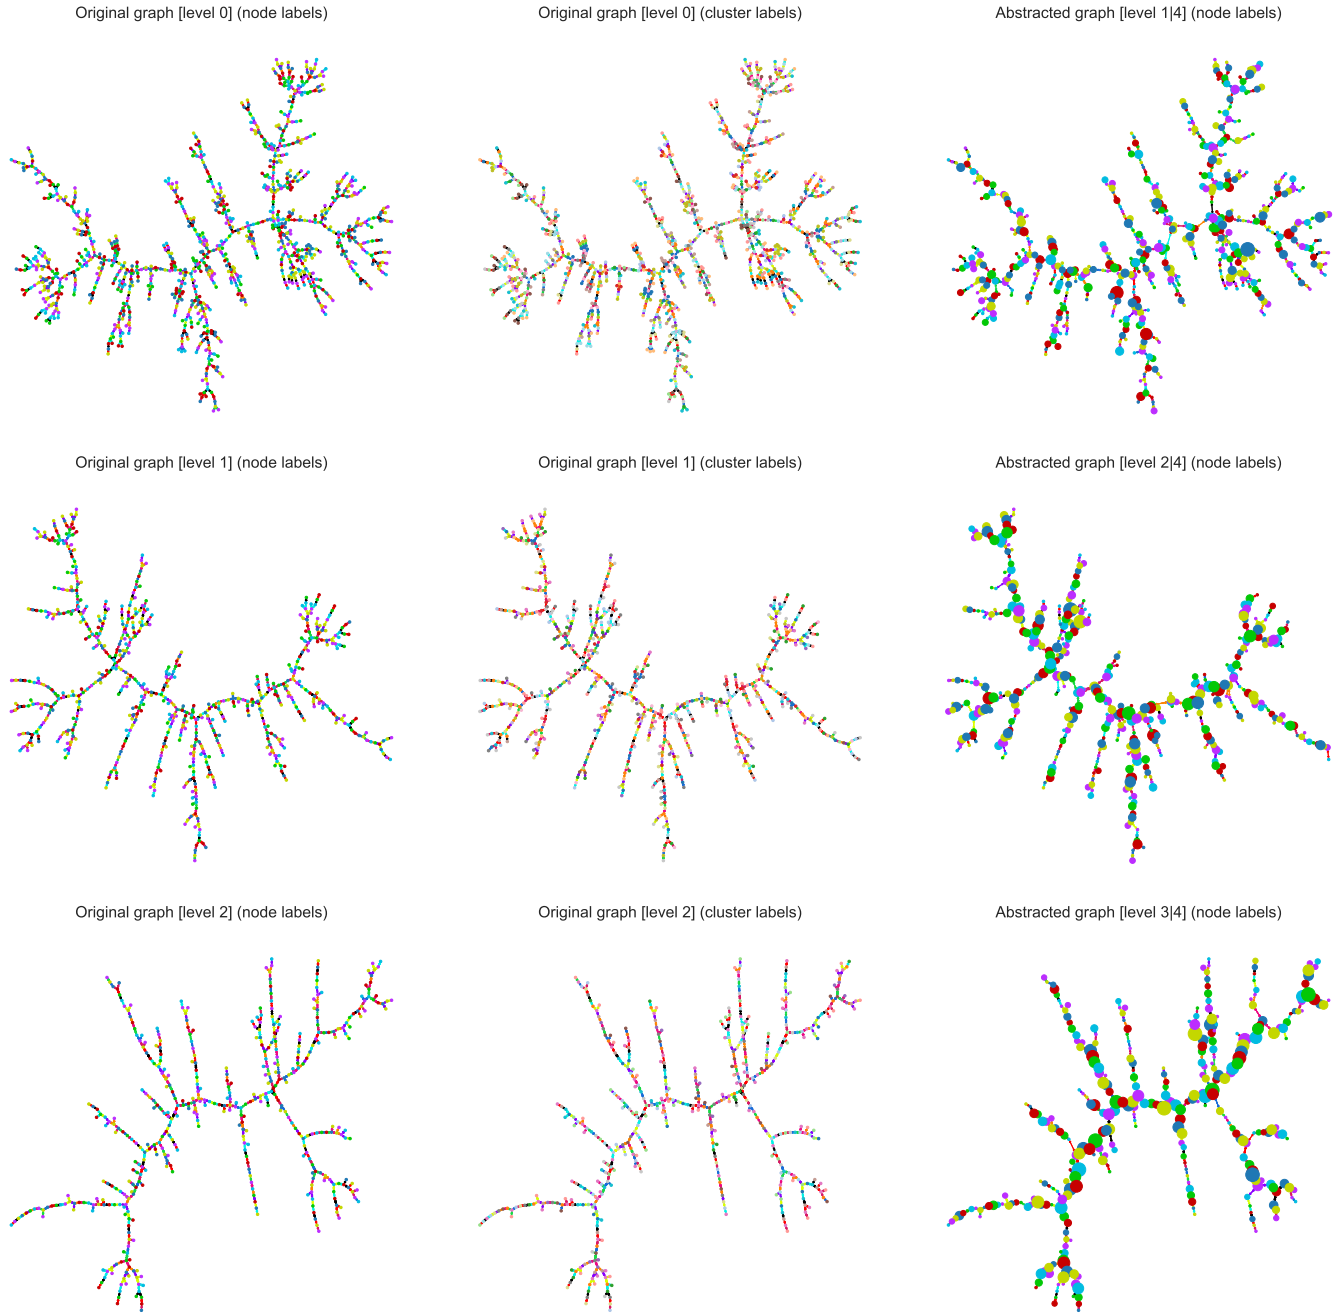 Original graph [level 0] (node labels)
Original graph [level 0] (cluster labels)
Abstracted graph [level 1|4] (node labels)
Original graph [level 1] (node labels)
Original graph [level 1] (cluster labels)
Abstracted graph [level 2|4] (node labels)
Original graph [level 2] (node labels)
Original graph [level 2] (cluster labels)
Abstracted graph [level 3|4] (node labels)